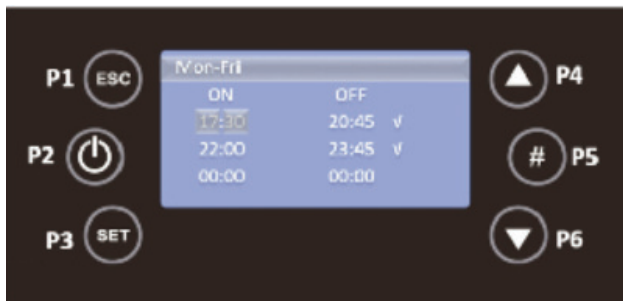 Mon-Fri
ON OFF
17:30 20:45 √
22:00 23:45 √
00:00 00:00
P1 ESC
P2
P3 SET
P4
# P5
P6